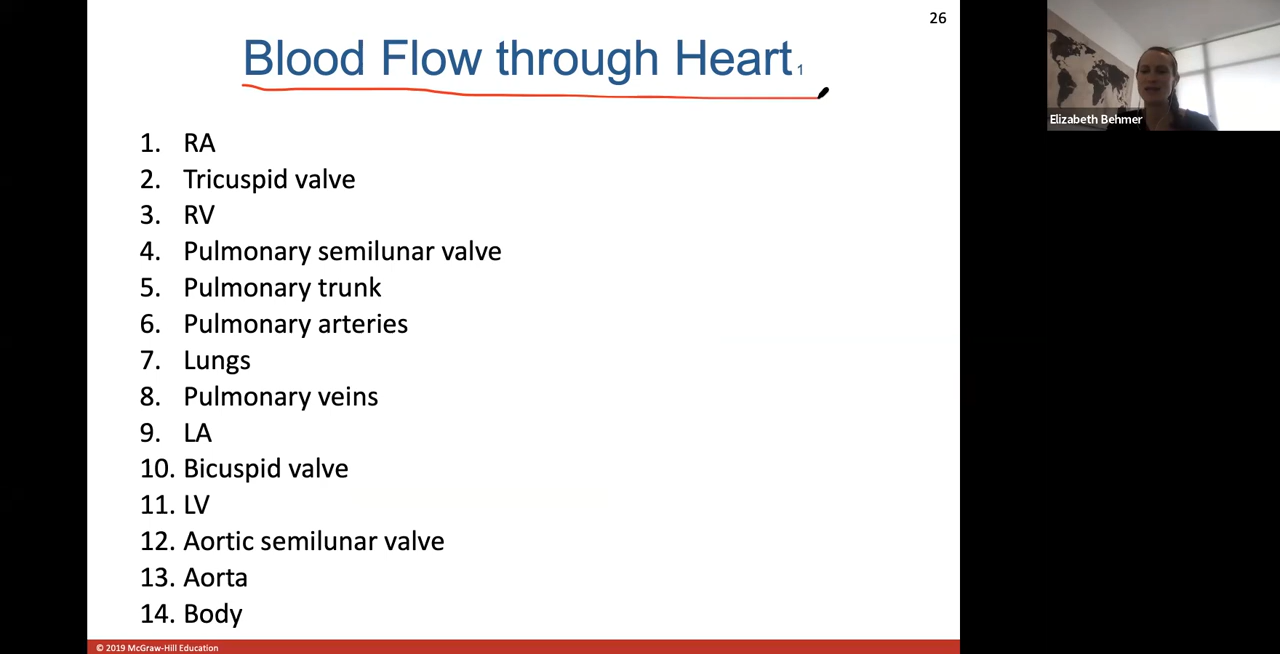 26
Blood Flow through Heart 1
Elizabeth Behmer
1. RA
2. Tricuspid valve
3. RV
4. Pulmonary semilunar valve
5. Pulmonary trunk
6. Pulmonary arteries
7. Lungs
8. Pulmonary veins
9. LA
10. Bicuspid valve
11. LV
12. Aortic semilunar valve
13. Aorta
14. Body
© 2019 McGraw-Hill Education